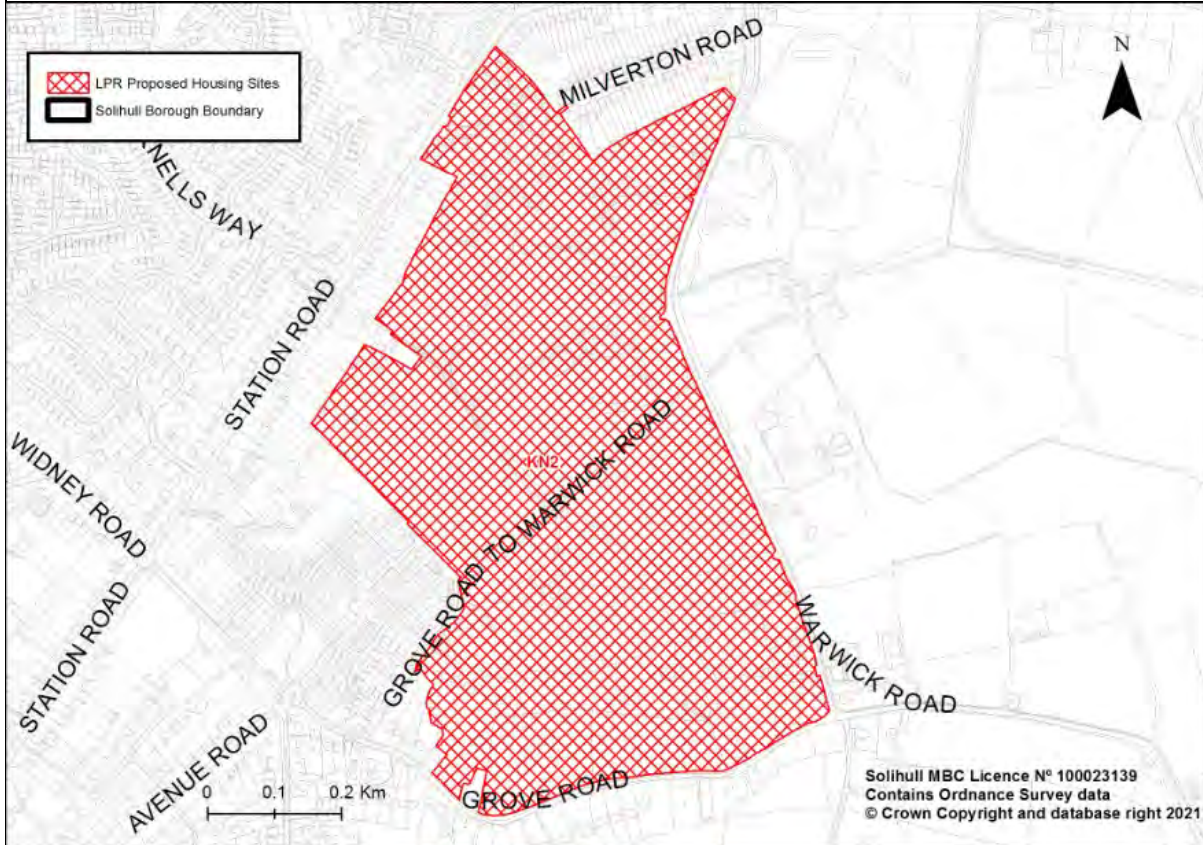 LPR Proposed Housing Sites
Solihull Borough Boundary
N
MILVERTON ROAD
NELLS WAY
STATION ROAD
WIDNEY ROAD
KN2
GROVE ROAD TO WARWICK ROAD
STATION ROAD
WARWICK ROAD
AVENUE ROAD
GROVE ROAD
0 0.1 0.2 Km
Solihull MBC Licence Nº 100023139
Contains Ordnance Survey data
© Crown Copyright and database right 2021